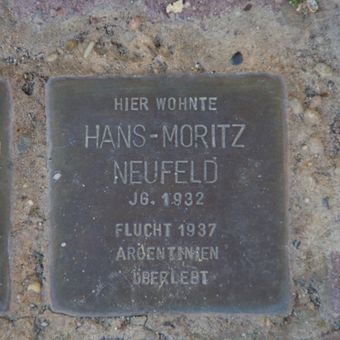 HIER WOHNTE
HANS-MORITZ
NEUFELD
JG. 1932
FLUCHT 1937
ARGENTINIEN
ÜBERLEBT